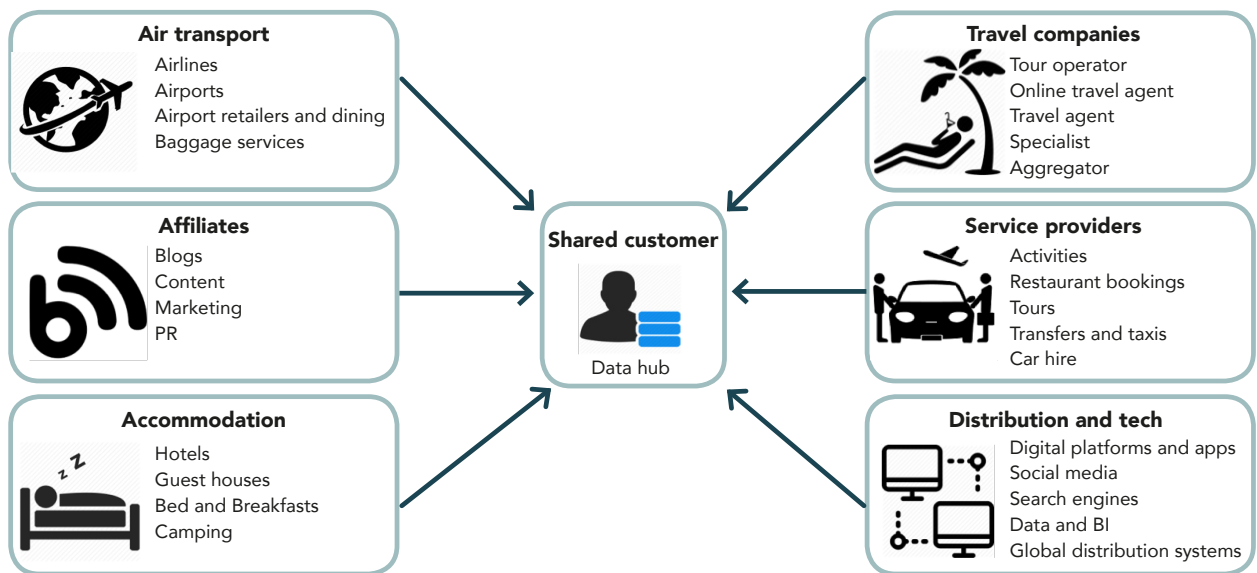 Air transport
Airlines
Airports
Airport retailers and dining
Baggage services
Affiliates
Blogs
Content
Marketing
PR
Accommodation
z z
Hotels
Guest houses
Bed and Breakfasts
Camping
Shared customer
Data hub
Travel companies
Tour operator
Online travel agent
Travel agent
Specialist
Aggregator
Service providers
Activities
Restaurant bookings
Tours
Transfers and taxis
Car hire
Distribution and tech
Digital platforms and apps
Social media
Search engines
Data and BI
Global distribution systems